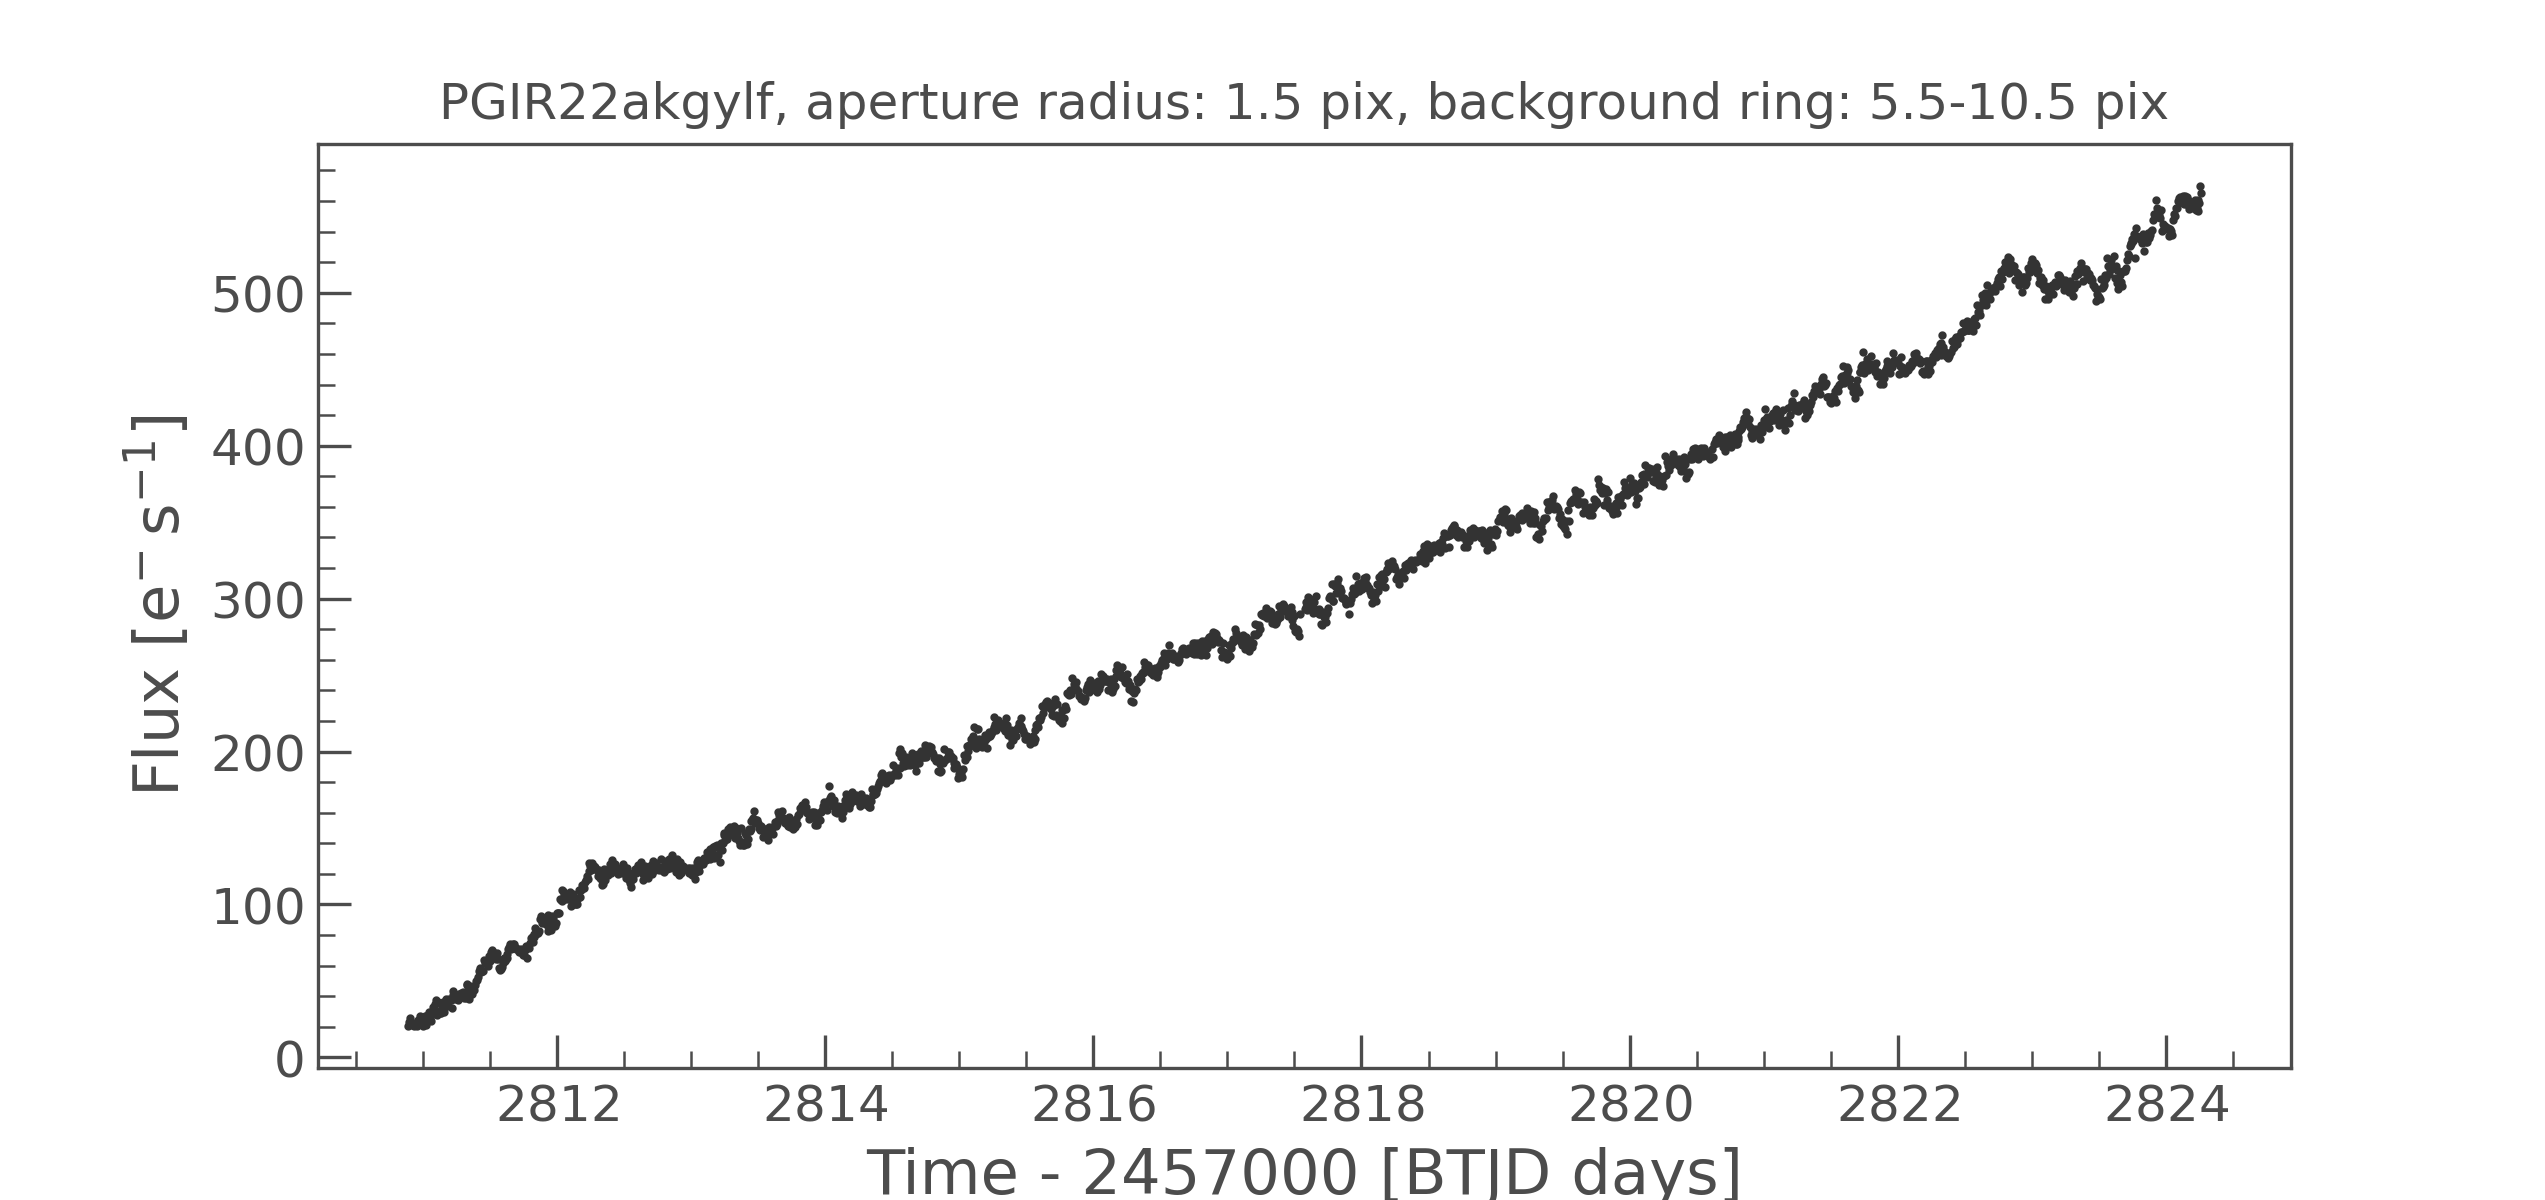 PGIR22akgylf, aperture radius: 1.5 pix, background ring: 5.5-10.5 pix
Flux [e⁻ s⁻¹]
500
400
300
200
100
0
2812 2814 2816 2818 2820 2822 2824
Time - 2457000 [BTJD days]